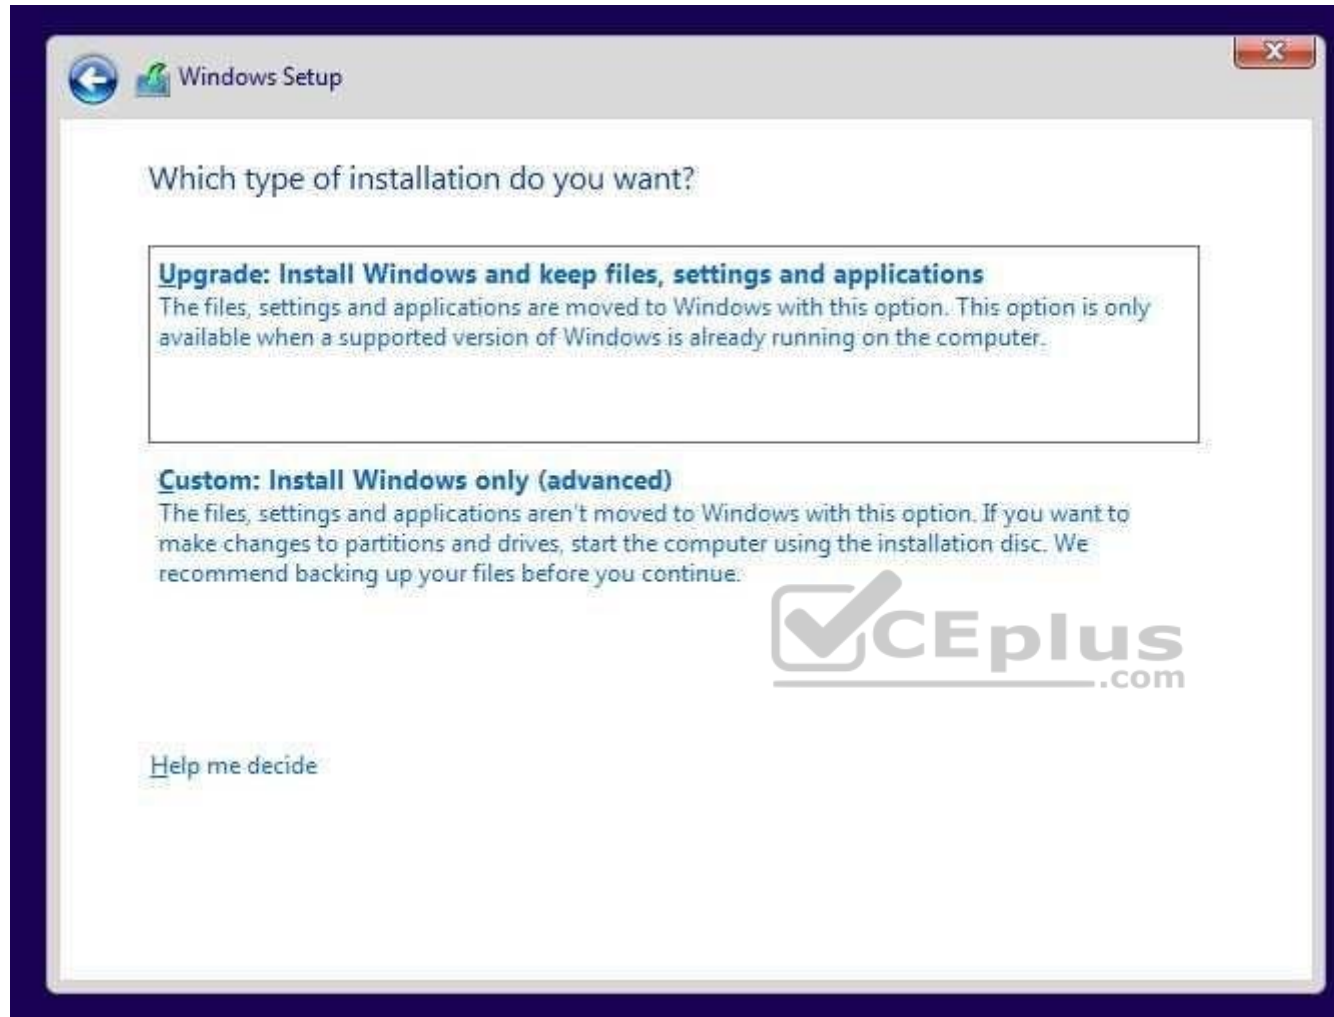 Windows Setup
Which type of installation do you want?
Upgrade: Install Windows and keep files, settings and applications
The files, settings and applications are moved to Windows with this option. This option is only
available when a supported version of Windows is already running on the computer.
Custom: Install Windows only (advanced)
The files, settings and applications aren't moved to Windows with this option. If you want to
make changes to partitions and drives, start the computer using the installation disc. We
recommend backing up your files before you continue.
CEplus
.com
Help me decide